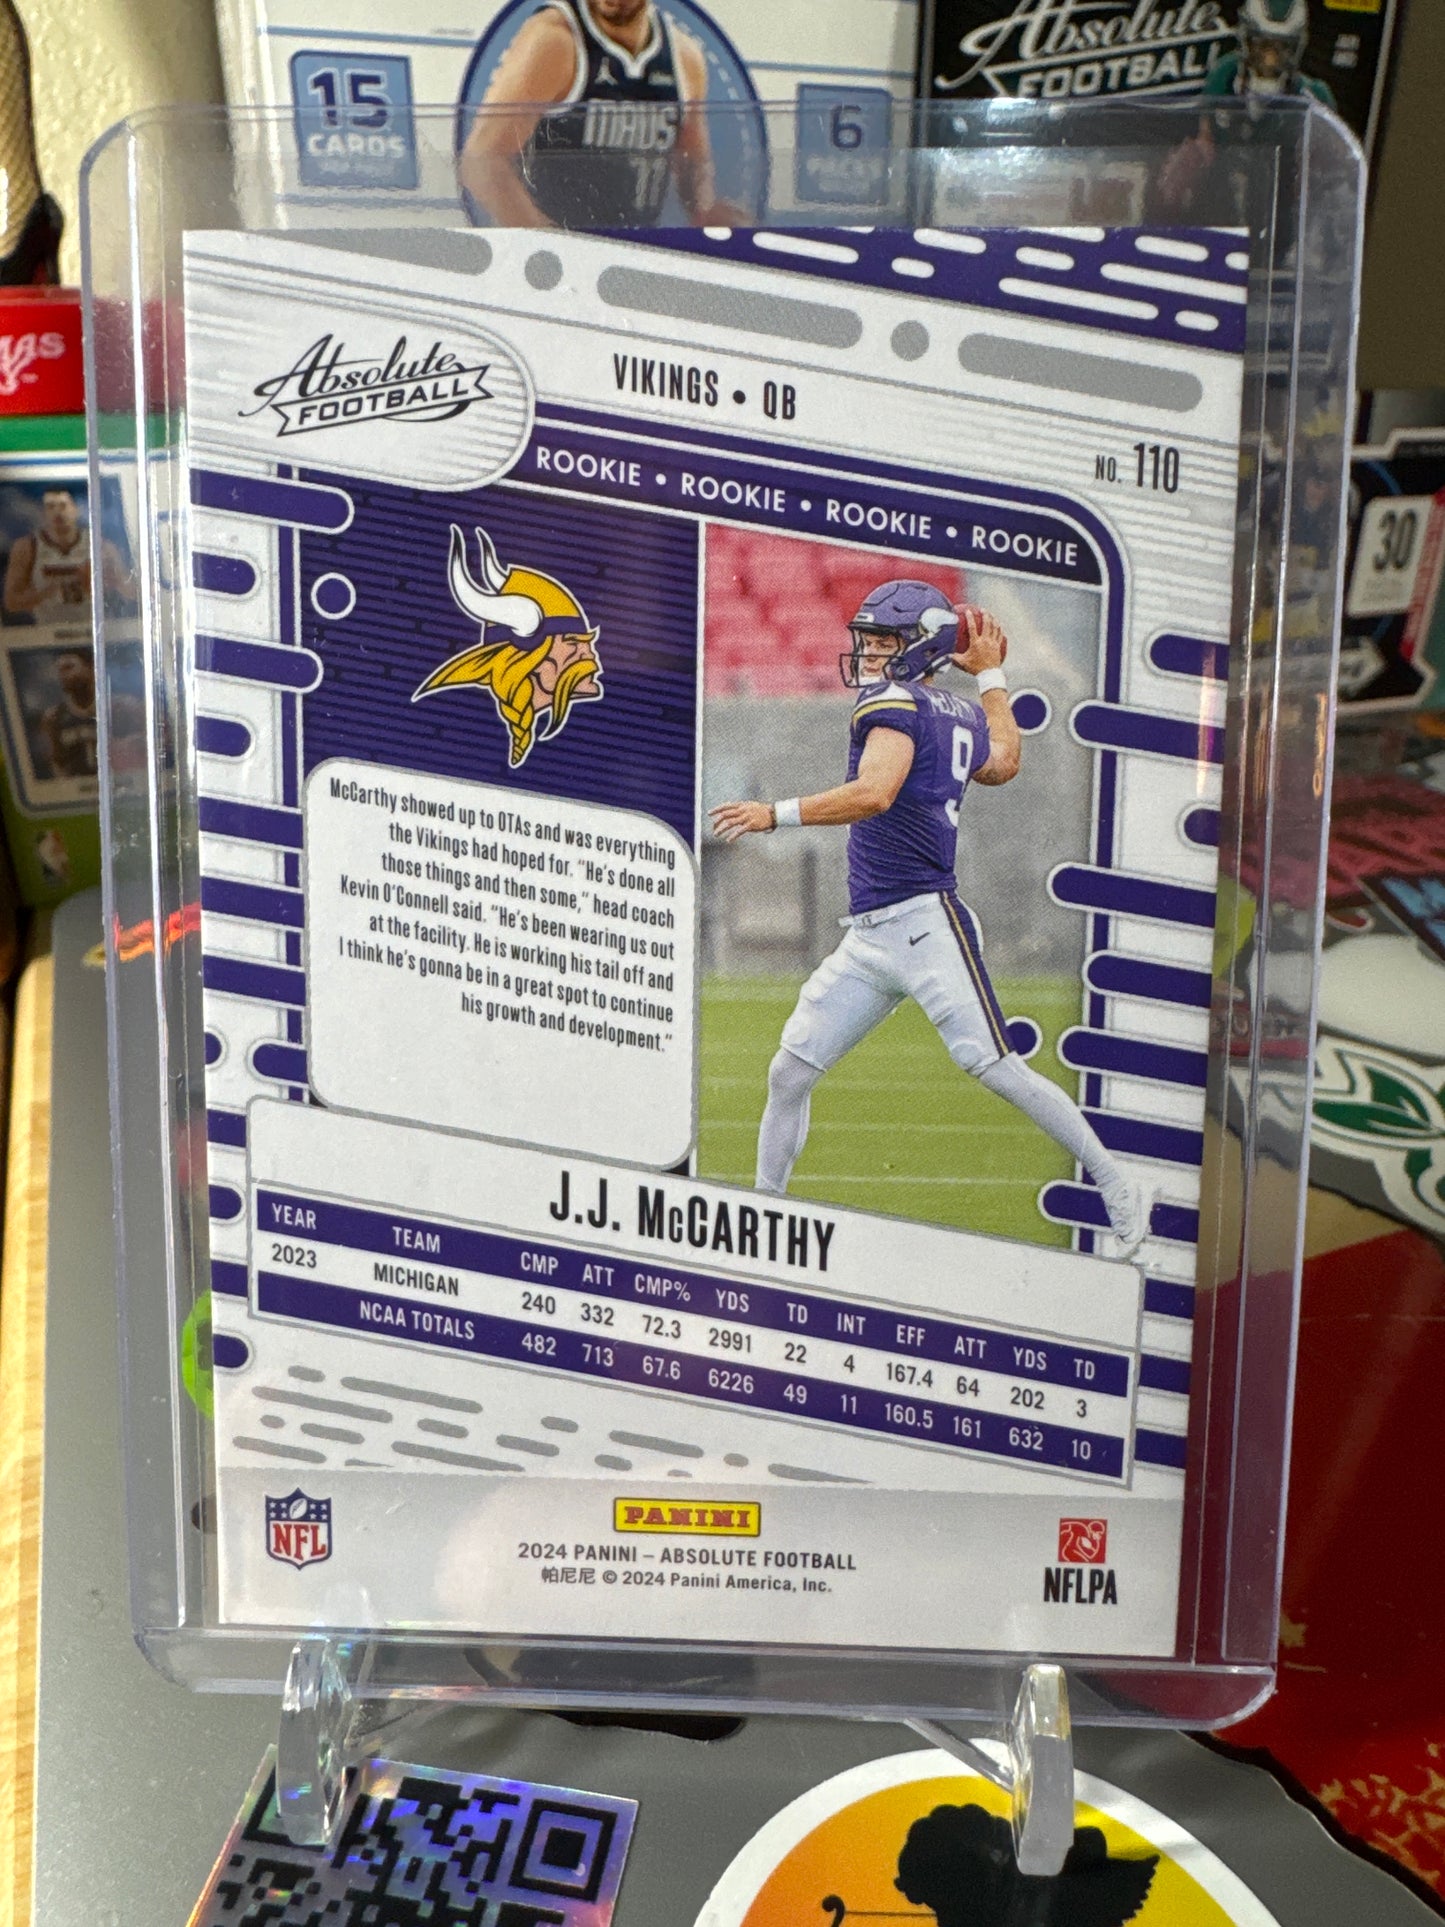 15
CARDS
6
PACKS
MAVS
77
Absolute
FOOTBALL
Absolute
FOOTBALL
VIKINGS • QB
NO. 110
ROOKIE • ROOKIE • ROOKIE • ROOKIE
30
9
McCarthy showed up to OTAs and was everything
the Vikings had hoped for. "He's done all
those things and then some," head coach
Kevin O'Connell said. "He's been wearing us out
at the facility. He is working his tail off and
I think he's gonna be in a great spot to continue
his growth and development."
J.J. McCARTHY
YEAR TEAM CMP ATT CMP% YDS TD INT EFF ATT YDS TD
2023 MICHIGAN 240 332 72.3 2991 22 4 167.4 64 202 3
NCAA TOTALS 482 713 67.6 6226 49 11 160.5 161 632 10
NFL
PANINI
2024 PANINI – ABSOLUTE FOOTBALL
帕尼尼 © 2024 Panini America, Inc.
NFLPA